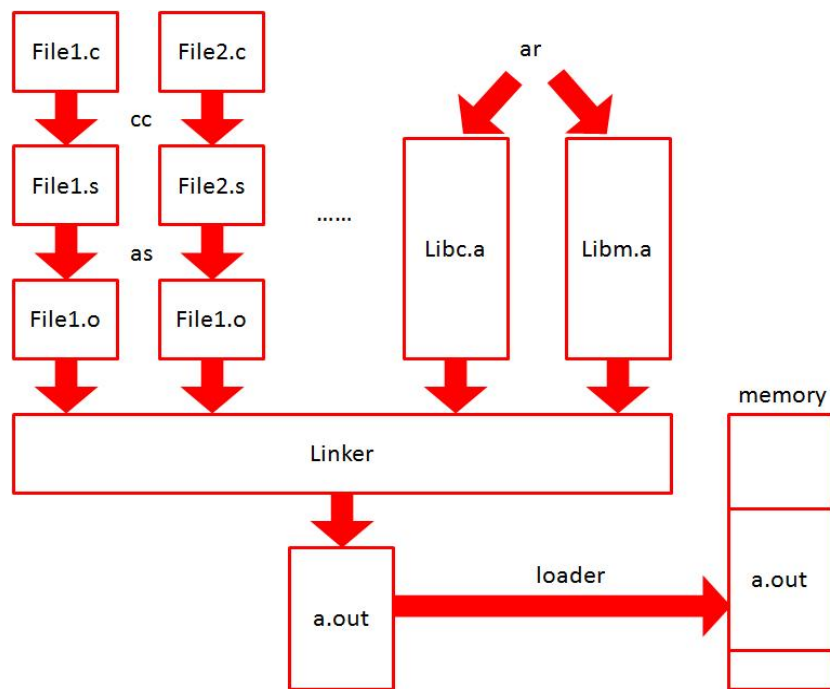 File1.c
File2.c
ar
cc
File1.s
File2.s
......
Libc.a
Libm.a
as
File1.o
File1.o
memory
Linker
a.out
loader
a.out